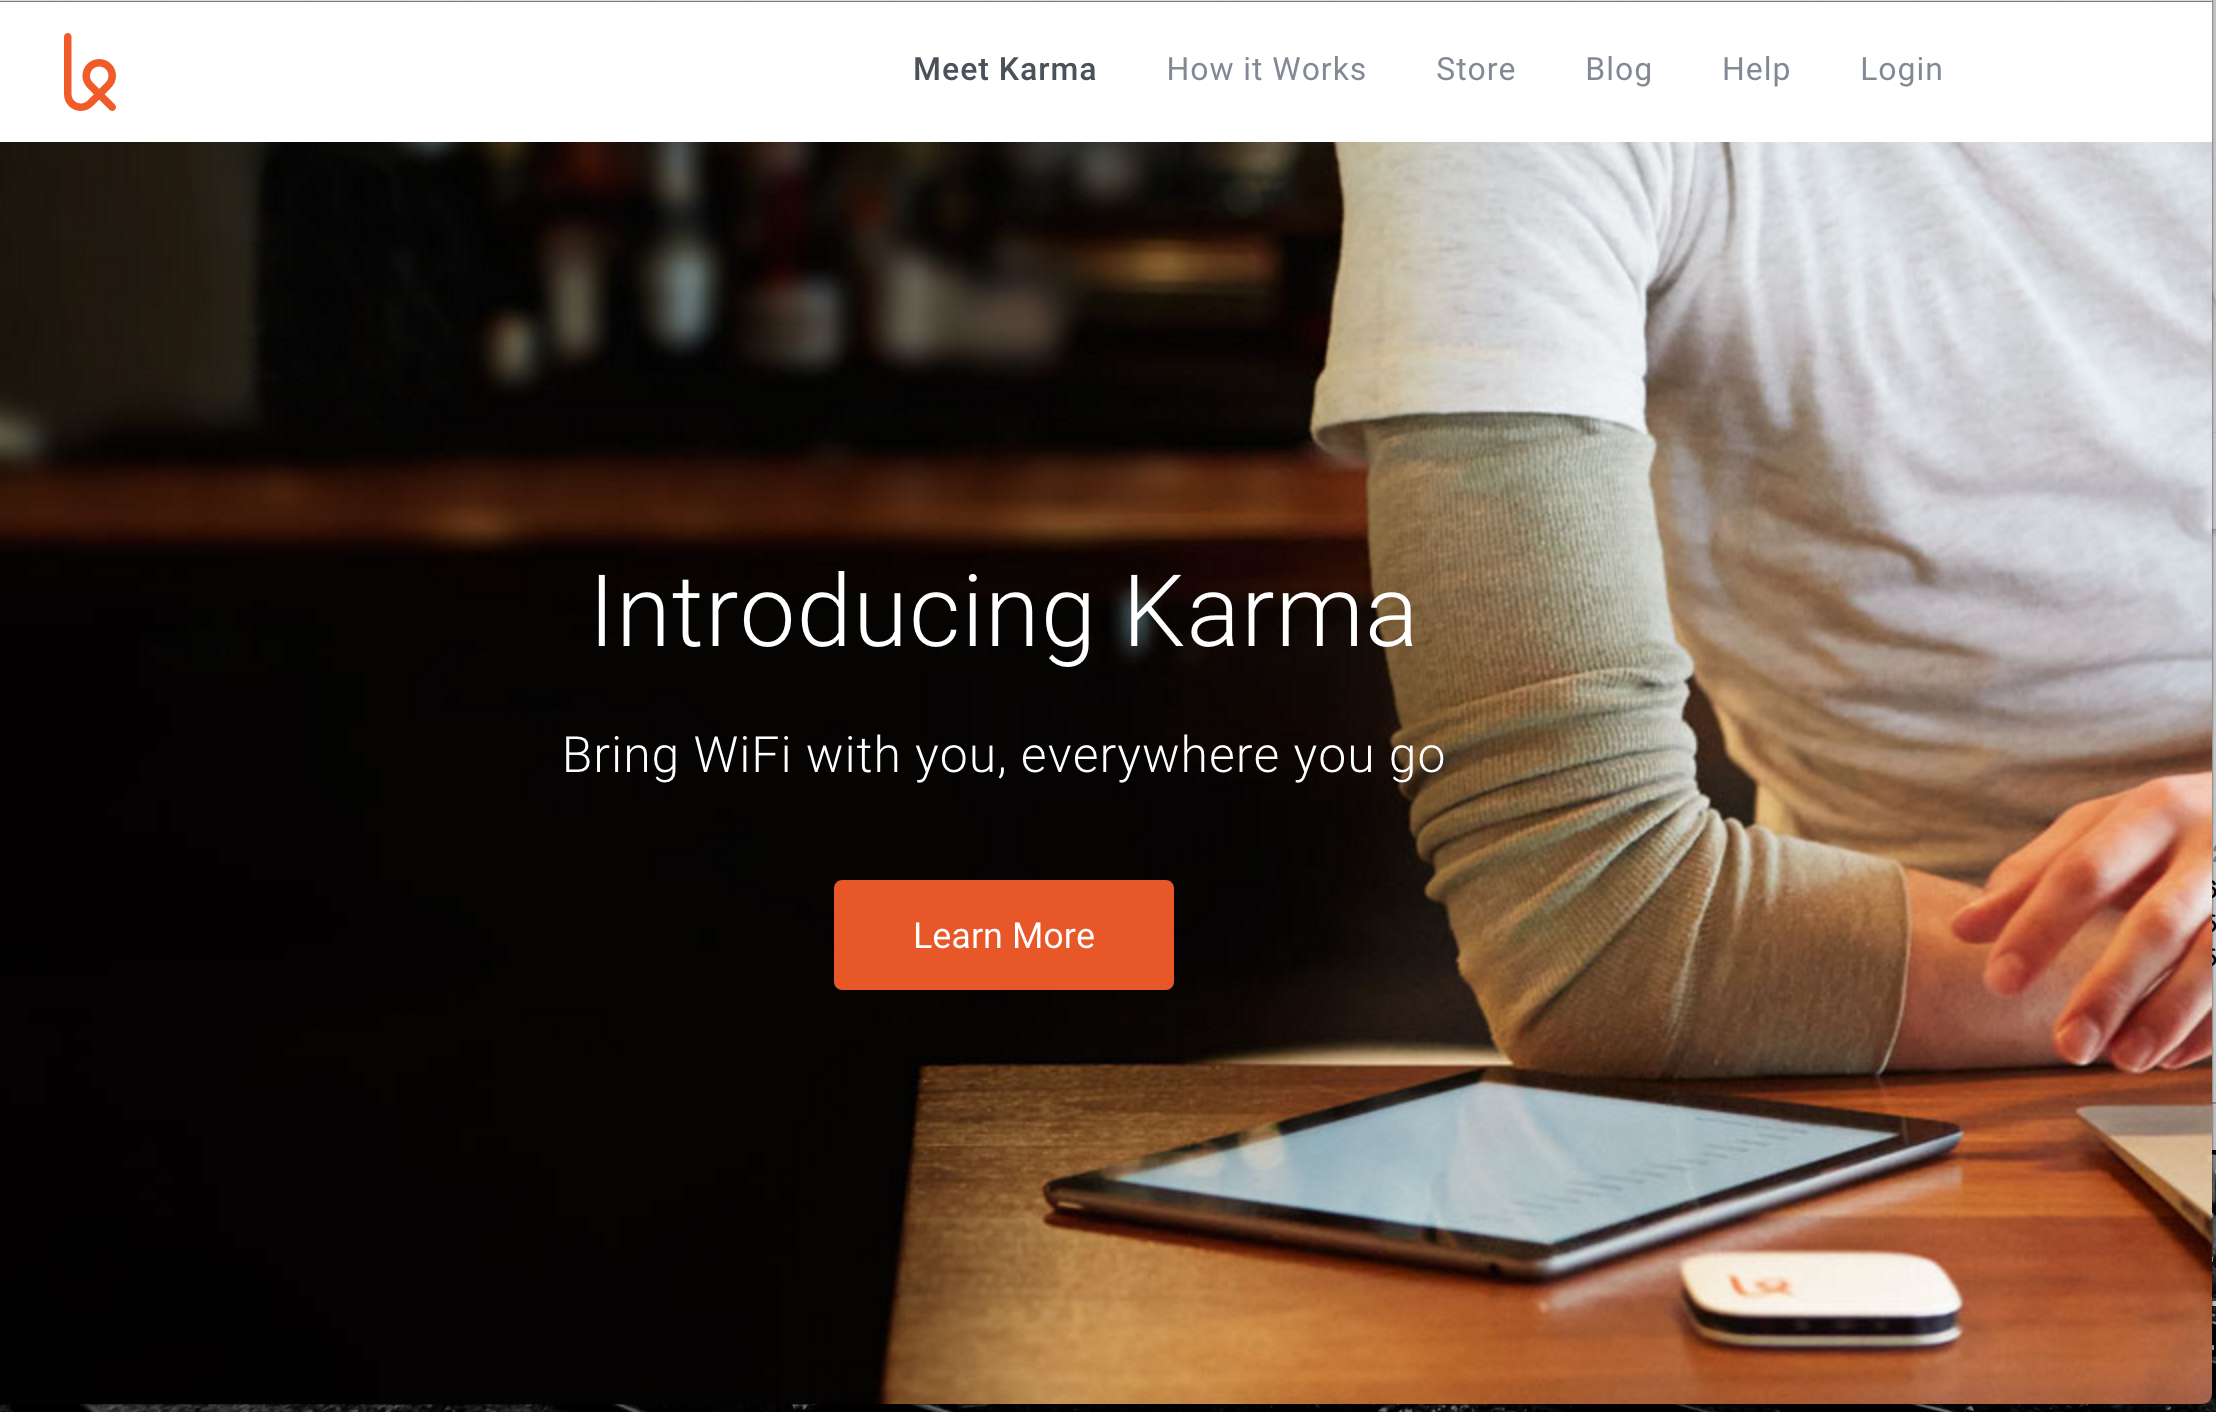 Meet Karma
How it Works
Store
Blog
Help
Login
Introducing Karma
Bring WiFi with you, everywhere you go
Learn More